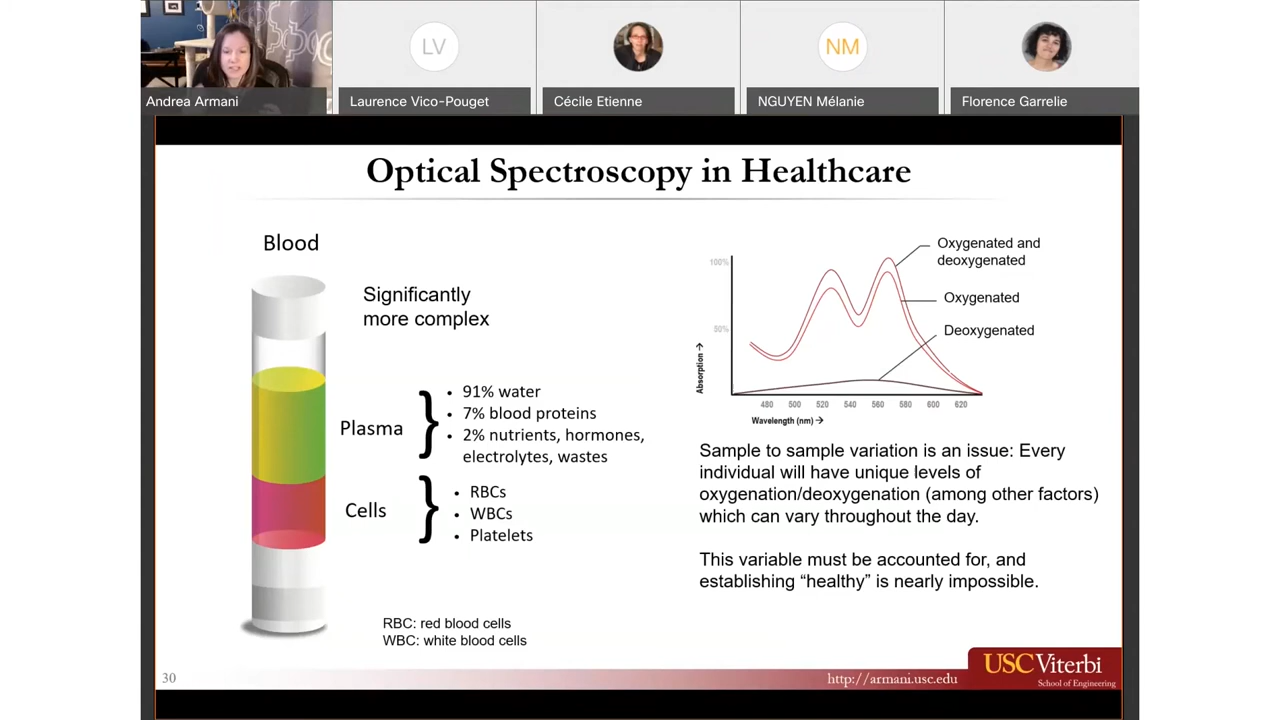 LV
NM
Andrea Armani
Laurence Vico-Pouget
Cécile Etienne
NGUYEN Mélanie
Florence Garrelie
Optical Spectroscopy in Healthcare
Blood
Significantly
more complex
Plasma
• 91% water
• 7% blood proteins
• 2% nutrients, hormones,
electrolytes, wastes
Cells
• RBCs
• WBCs
• Platelets
RBC: red blood cells
WBC: white blood cells
Oxygenated and
deoxygenated
Oxygenated
Deoxygenated
100%
50%
Absorption →
480 500 520 540 560 580 600 620
Wavelength (nm) →
Sample to sample variation is an issue: Every
individual will have unique levels of
oxygenation/deoxygenation (among other factors)
which can vary throughout the day.
This variable must be accounted for, and
establishing “healthy” is nearly impossible.
30
http://armani.usc.edu
USC Viterbi
School of Engineering